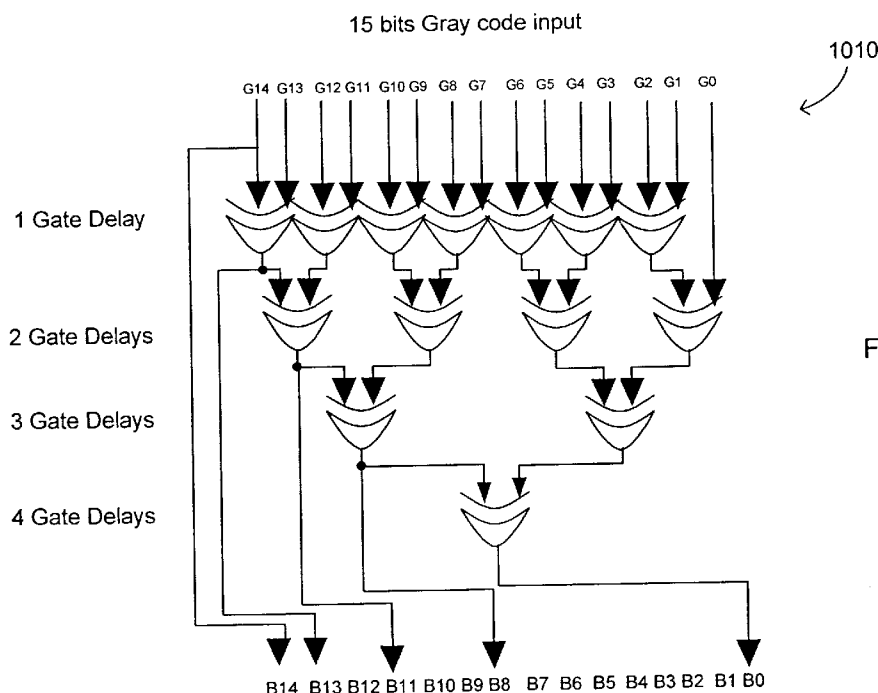 15 bits Gray code input
1010
G14 G13 G12 G11 G10 G9 G8 G7 G6 G5 G4 G3 G2 G1 G0
1 Gate Delay
2 Gate Delays
F
3 Gate Delays
4 Gate Delays
B14 B13 B12 B11 B10 B9 B8 B7 B6 B5 B4 B3 B2 B1 B0